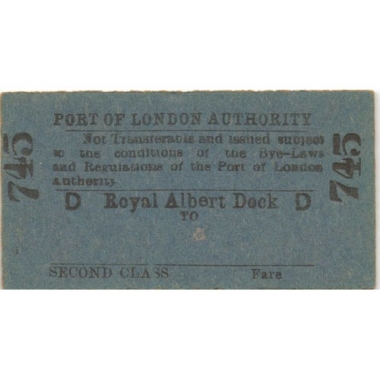 PORT OF LONDON AUTHORITY
Not Transferable and issued subject
to the conditions of the Bye-Laws
and Regulations of the Port of London
Authority
745
745
D Royal Albert Dock D
TO
SECOND CLASS Fare